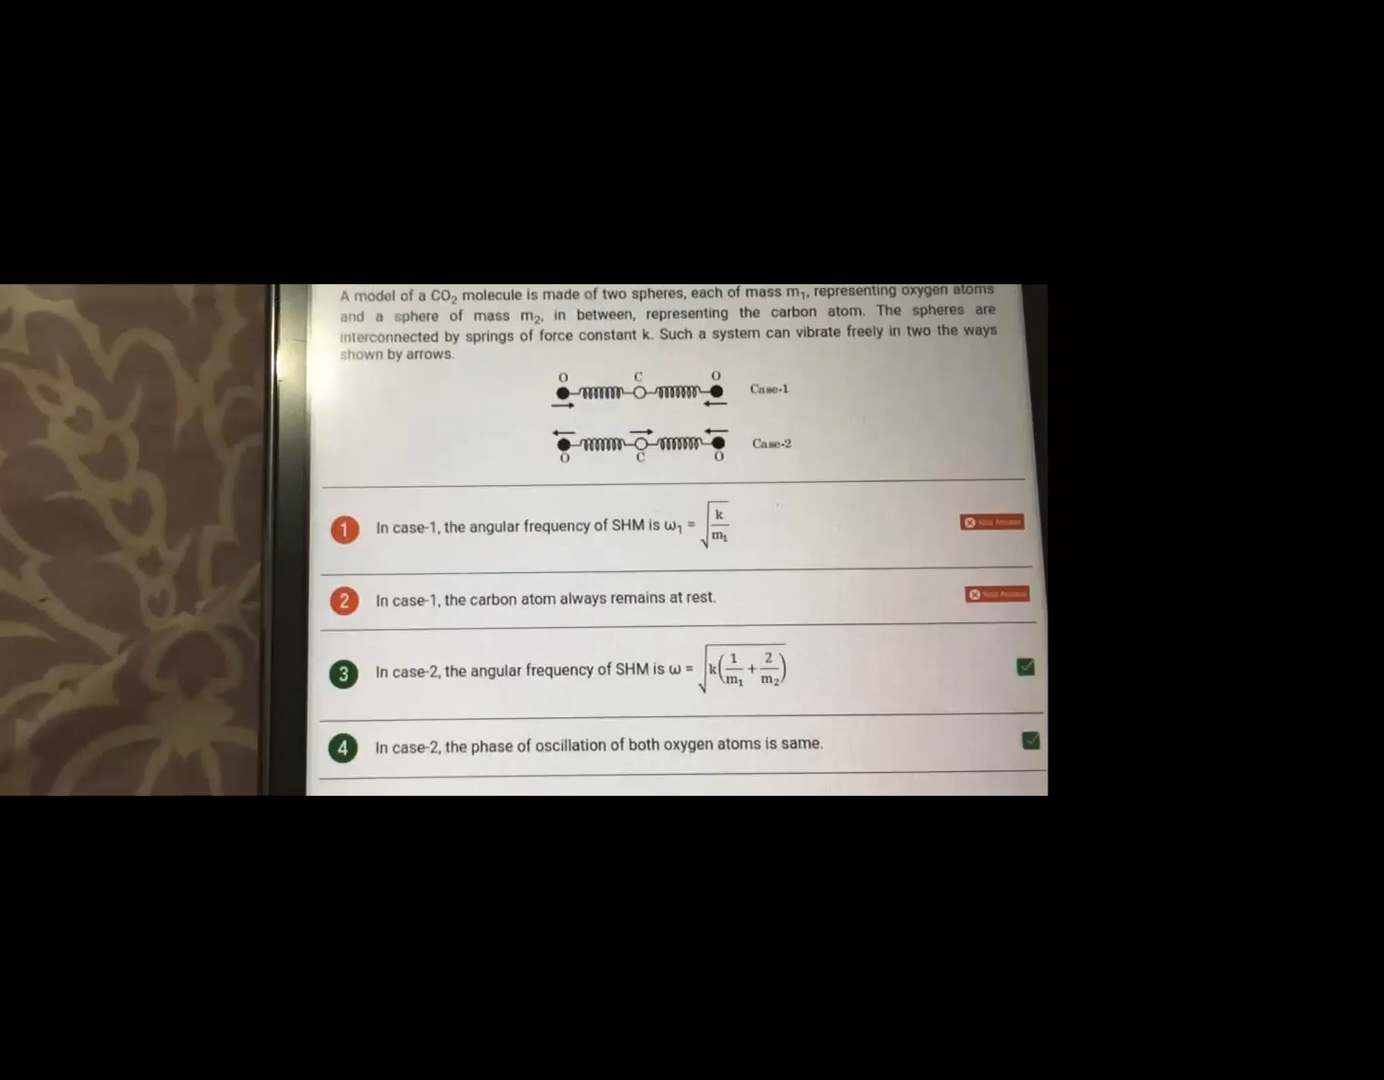 A model of a CO₂ molecule is made of two spheres, each of mass m₁, representing oxygen atoms
and a sphere of mass m₂, in between, representing the carbon atom. The spheres are
interconnected by springs of force constant k. Such a system can vibrate freely in two the ways
shown by arrows.
O C O Case-1
O C O Case-2
1 In case-1, the angular frequency of SHM is ω₁ = √(k/m₁) Your Answer
2 In case-1, the carbon atom always remains at rest. Your Answer
3 In case-2, the angular frequency of SHM is ω = √(k(1/m₁ + 2/m₂))
4 In case-2, the phase of oscillation of both oxygen atoms is same.